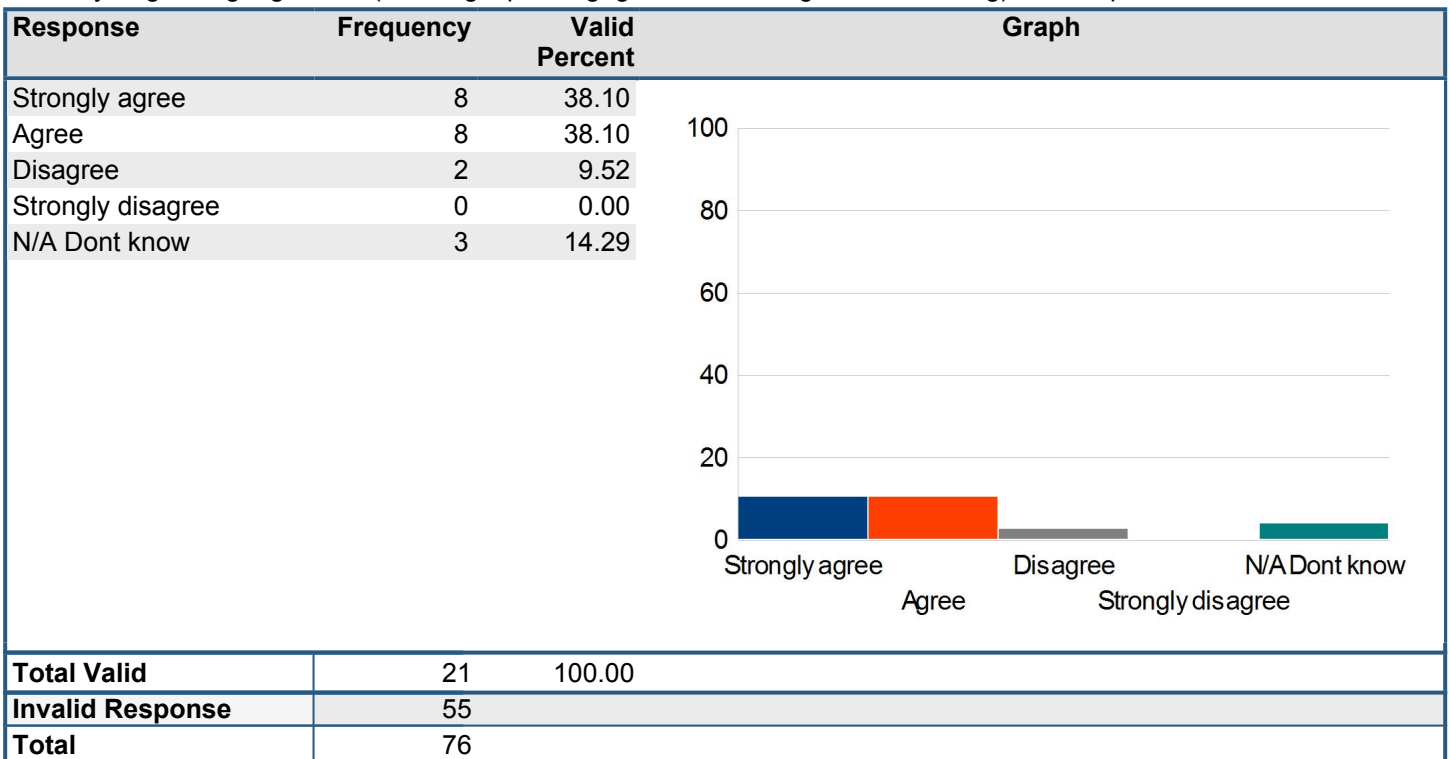 Response Frequency Valid Percent Graph
Strongly agree 8 38.10
Agree 8 38.10
Disagree 2 9.52
Strongly disagree 0 0.00
N/A Dont know 3 14.29
100
80
60
40
20
0
Strongly agree Disagree N/A Dont know
Agree Strongly disagree
Total Valid 21 100.00
Invalid Response 55
Total 76